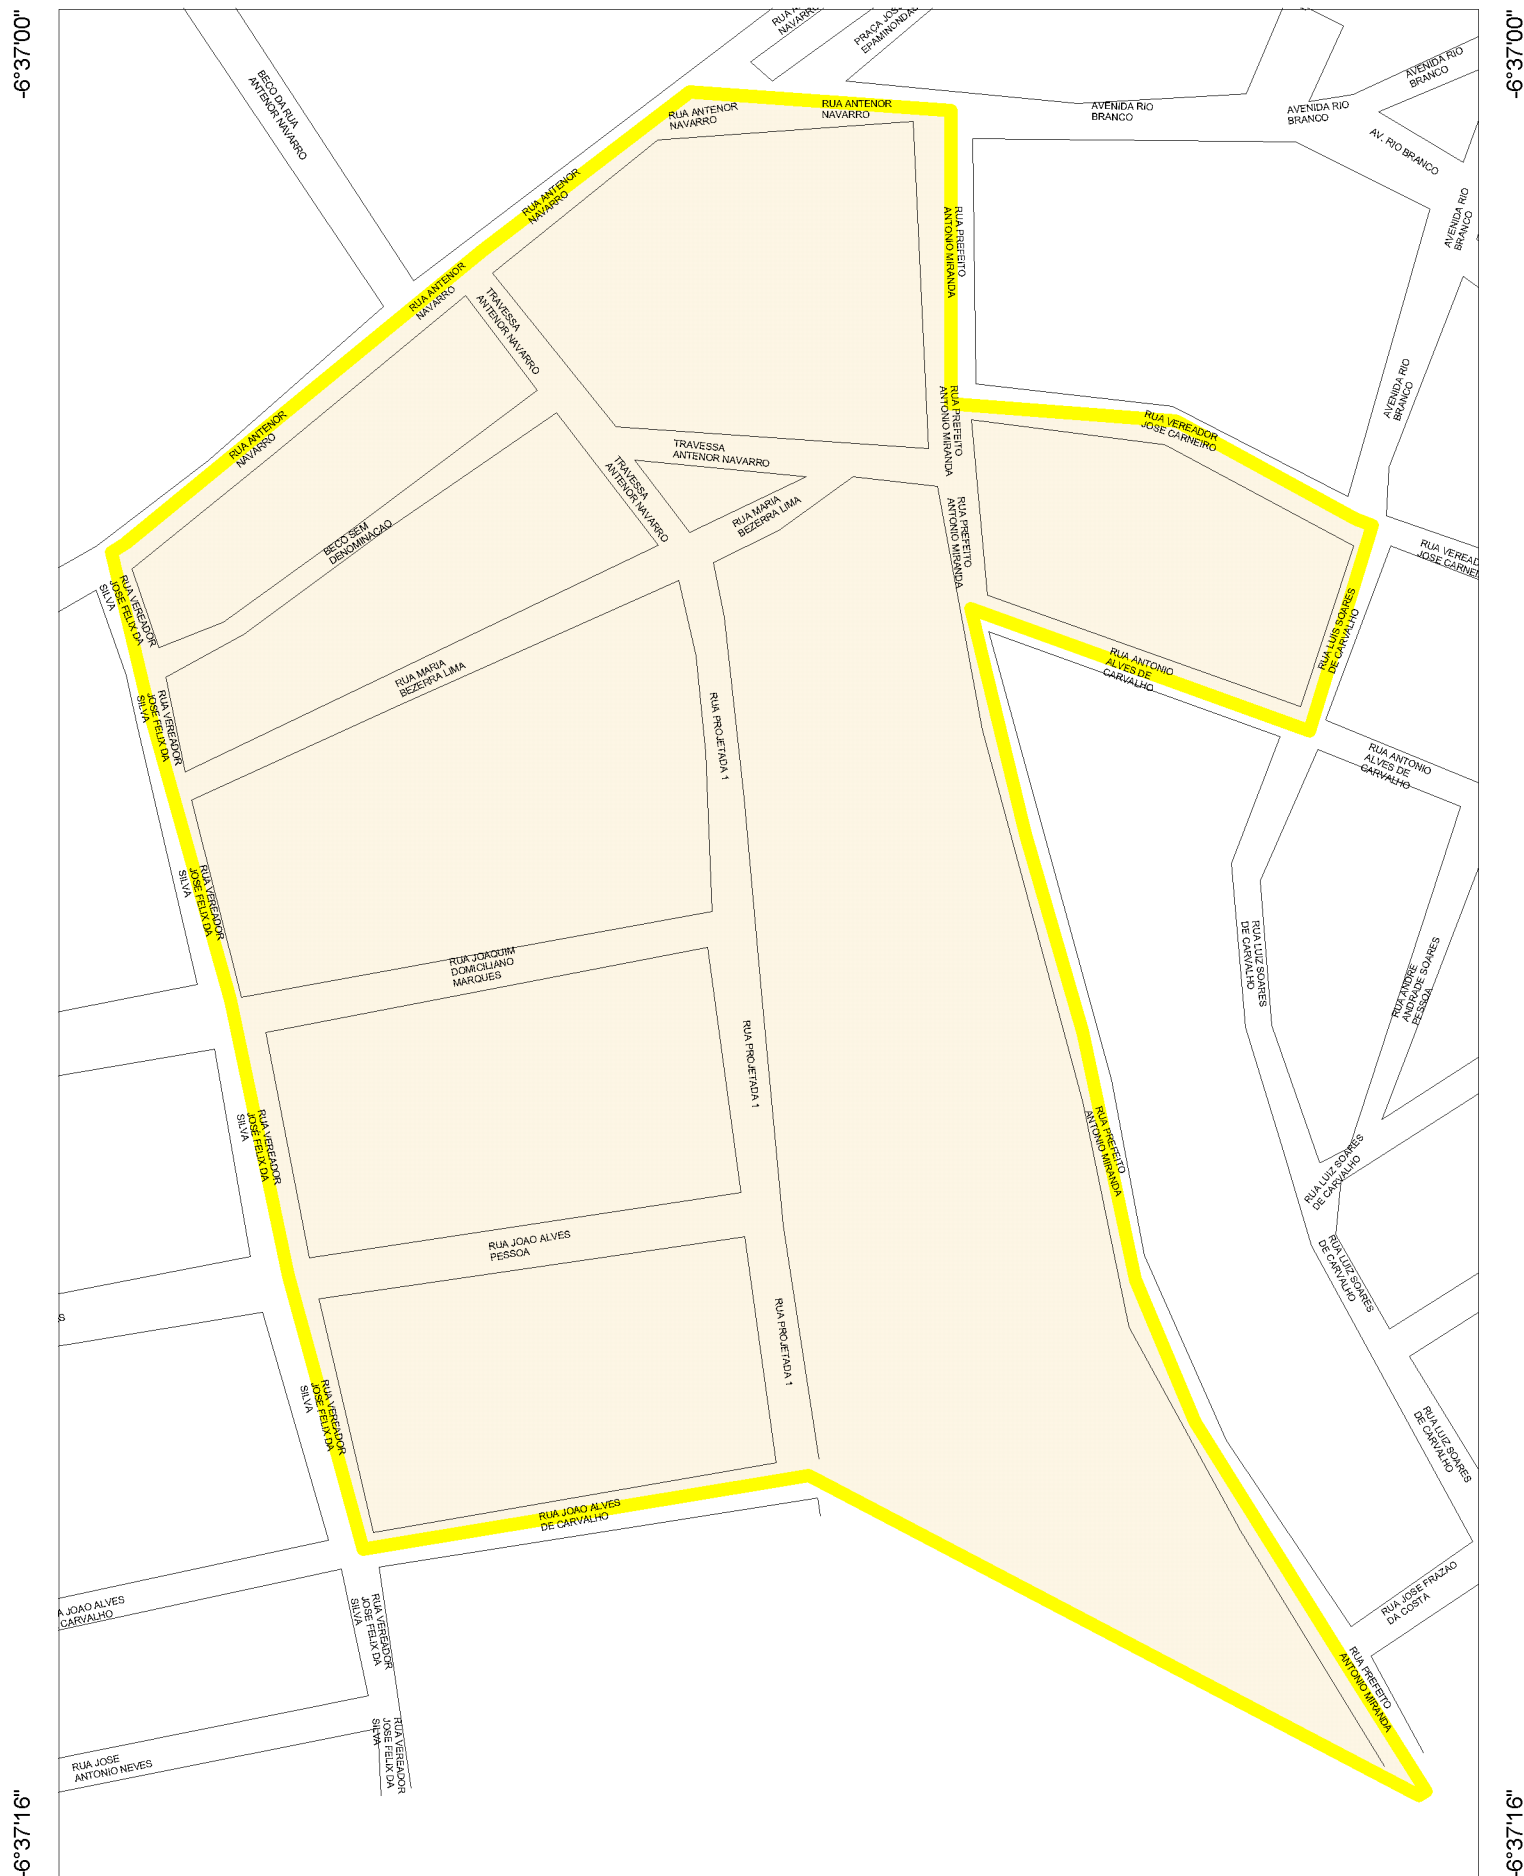 -6°37'00"
-6°37'00"
NAVARRO
PRACA JOSE
EPAMINONDAS
BECO DA RUA
ANTENOR NAVARRO
AVENIDA RIO
BRANCO
RUA ANTENOR
NAVARRO
RUA ANTENOR
NAVARRO
AVENIDA RIO
BRANCO
AVENIDA RIO
BRANCO
AV. RIO BRANCO
RUA ANTENOR
NAVARRO
AVENIDA RIO
BRANCO
RUA PREFEITO
ANTONIO MIRANDA
RUA ANTENOR
NAVARRO
TRAVESSA
ANTENOR NAVARRO
AVENIDA RIO
BRANCO
RUA PREFEITO
ANTONIO MIRANDA
RUA ANTENOR
NAVARRO
RUA VEREADOR
JOSE CARNEIRO
TRAVESSA
ANTENOR NAVARRO
TRAVESSA
ANTENOR NAVARRO
RUA MARIA
BEZERRA LIMA
RUA PREFEITO
ANTONIO MIRANDA
BECO SEM
DENOMINACAO
RUA VEREAD
JOSE CARNEI
RUA VEREADOR
JOSE FELIX DA
SILVA
RUA LUIS SOARES
DE CARVALHO
RUA ANTONIO
ALVES DE
CARVALHO
RUA MARIA
BEZERRA LIMA
RUA VEREADOR
JOSE FELIX DA
SILVA
RUA PROJETADA 1
RUA ANTONIO
ALVES DE
CARVALHO
RUA VEREADOR
JOSE FELIX DA
SILVA
RUA JOAQUIM
DOMICILIANO
MARQUES
RUA LUIZ SOARES
DE CARVALHO
RUA ANDRE
ANDRADE SOARES
PESSOA
RUA PROJETADA 1
RUA VEREADOR
JOSE FELIX DA
SILVA
RUA PREFEITO
ANTONIO MIRANDA
RUA LUIZ SOARES
DE CARVALHO
RUA JOAO ALVES
PESSOA
RUA LUIZ SOARES
DE CARVALHO
S
RUA PROJETADA 1
RUA VEREADOR
JOSE FELIX DA
SILVA
RUA LUIZ SOARES
DE CARVALHO
RUA JOAO ALVES
DE CARVALHO
RUA JOSE FRAZAO
DA COSTA
A JOAO ALVES
CARVALHO
RUA VEREADOR
JOSE FELIX DA
SILVA
RUA PREFEITO
ANTONIO MIRANDA
RUA VEREADOR
JOSE FELIX DA
SILVA
RUA JOSE
ANTONIO NEVES
-6°37'16"
-6°37'16"